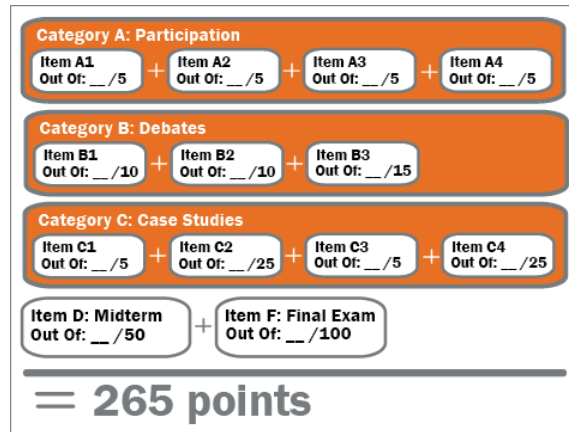 Category A: Participation
Item A1 + Item A2 + Item A3 + Item A4
Out Of: __ /5 Out Of: __ /5 Out Of: __ /5 Out Of: __ /5
Category B: Debates
Item B1 + Item B2 + Item B3
Out Of: __ /10 Out Of: __ /10 Out Of: __ /15
Category C: Case Studies
Item C1 + Item C2 + Item C3 + Item C4
Out Of: __ /5 Out Of: __ /25 Out Of: __ /5 Out Of: __ /25
Item D: Midterm + Item F: Final Exam
Out Of: __ /50 Out Of: __ /100
= 265 points